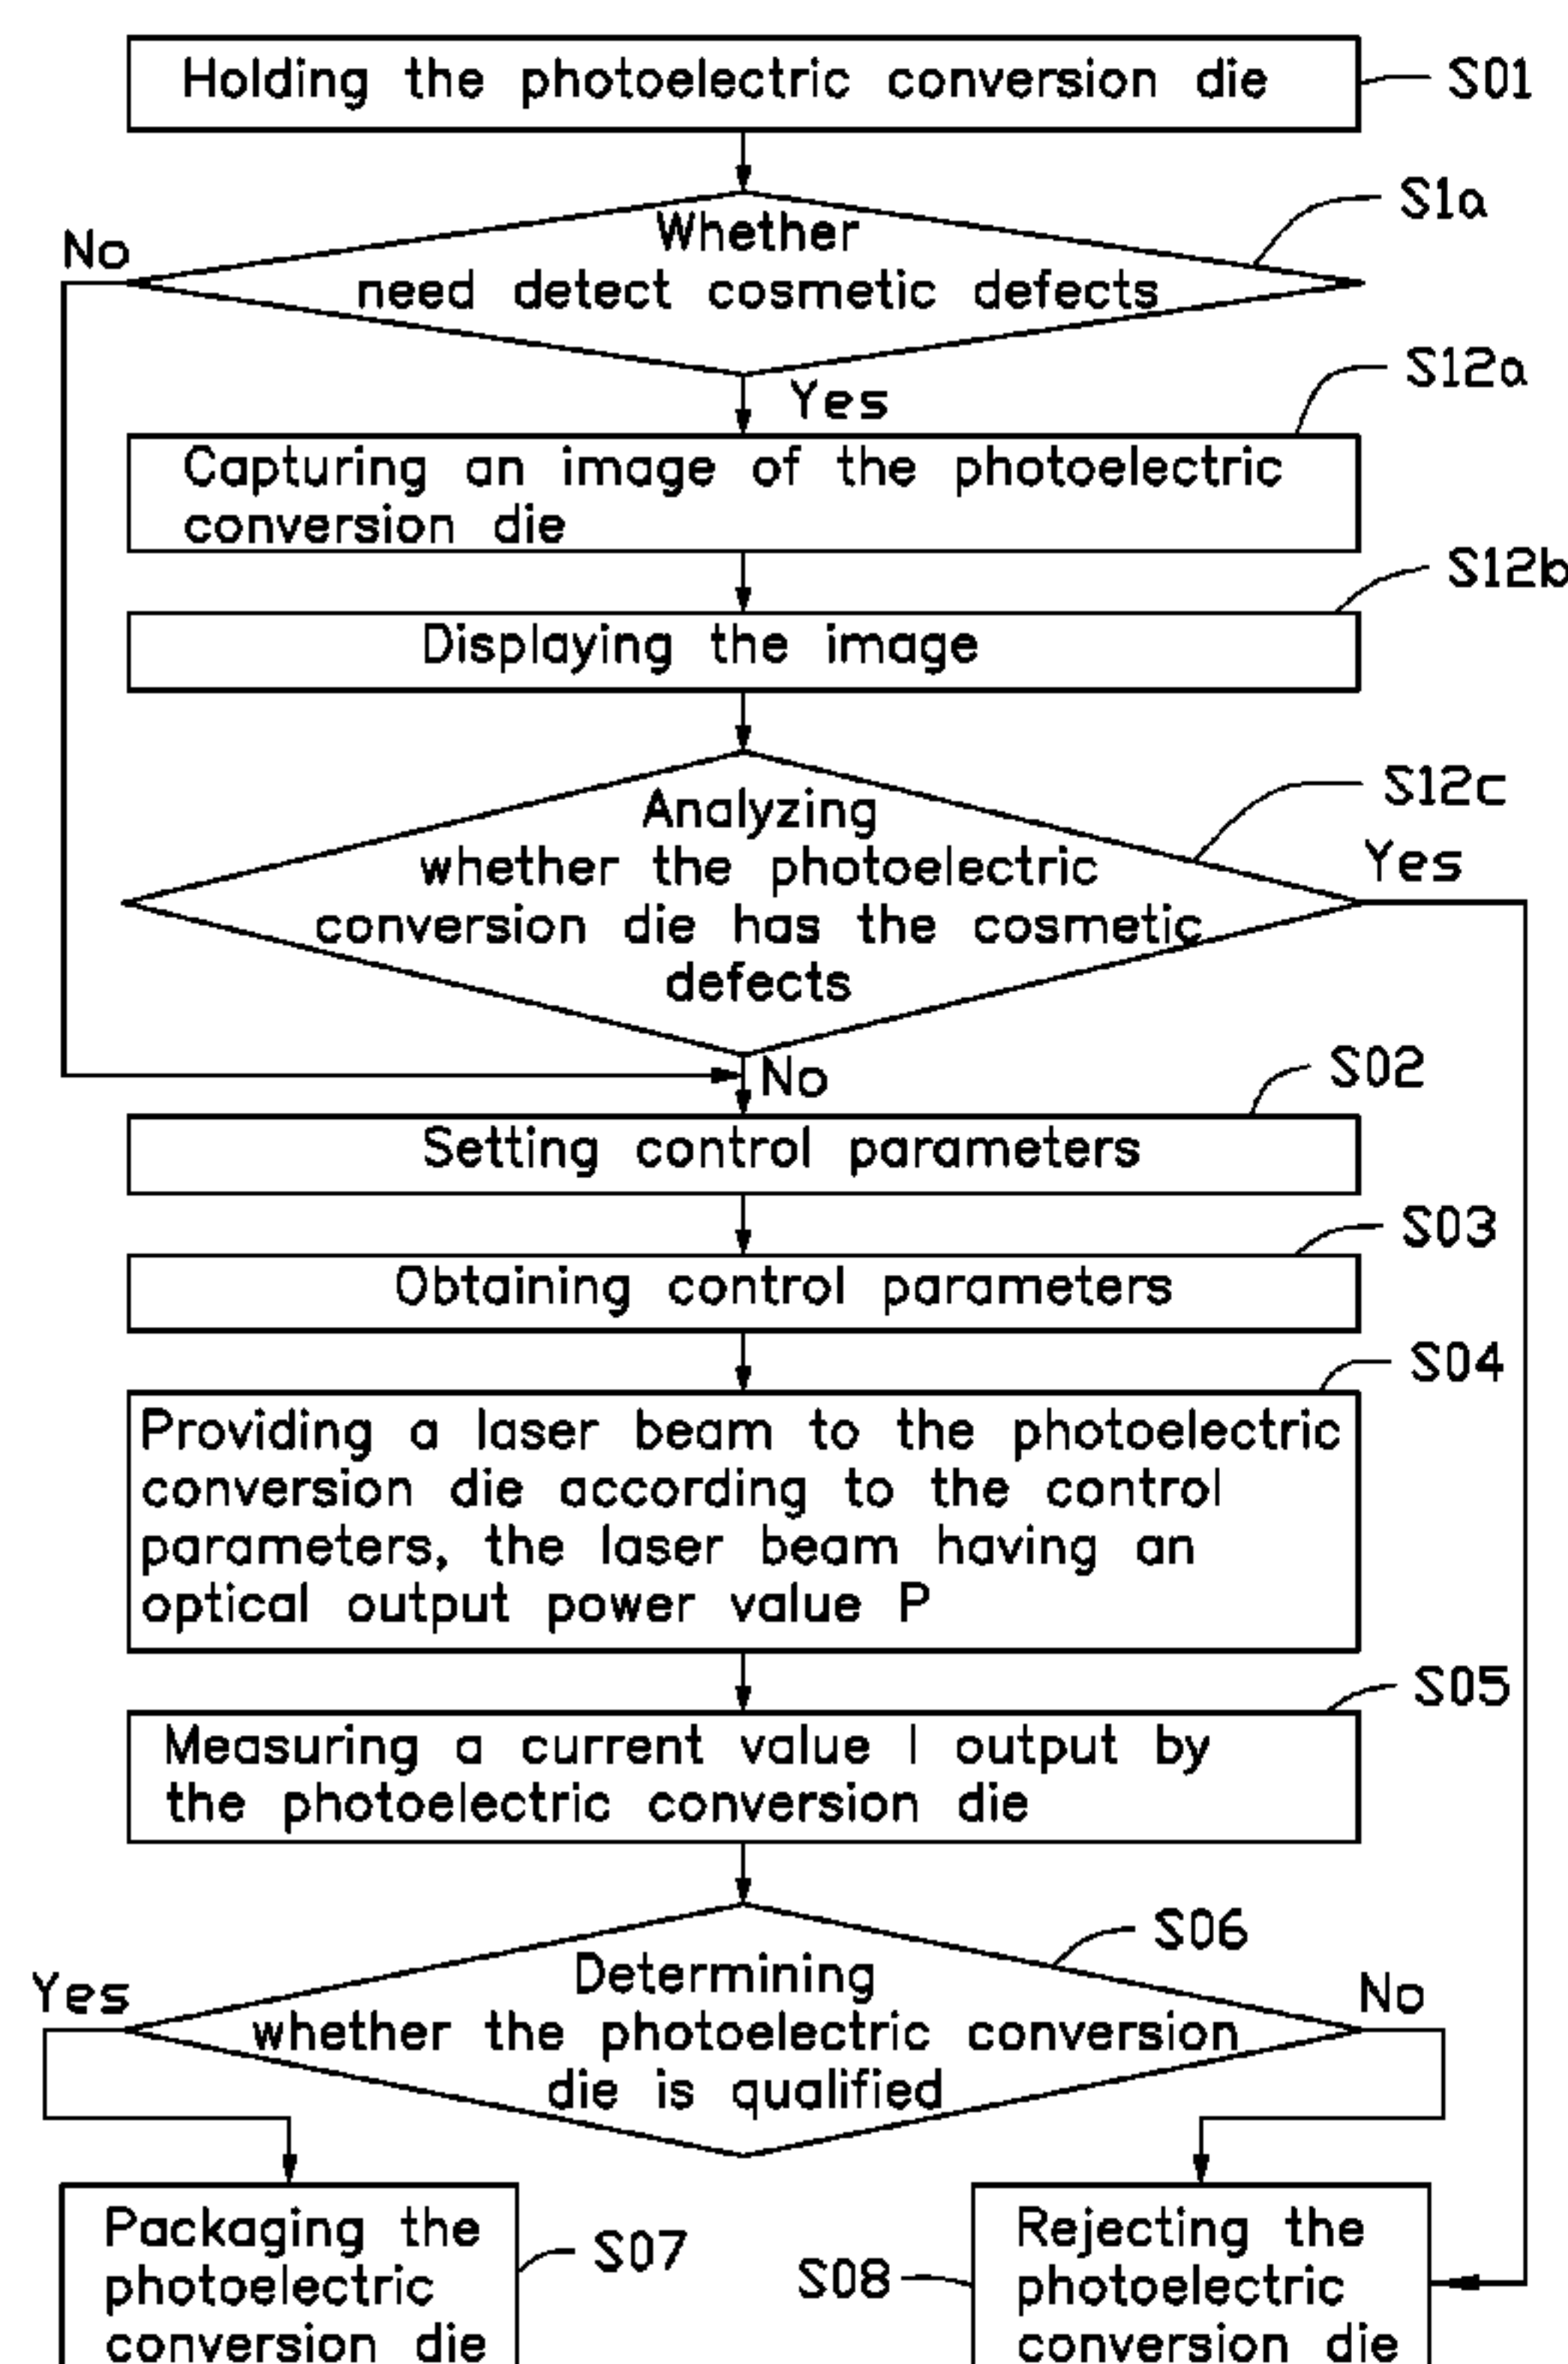 Holding the photoelectric conversion die
S01
S1a
No
Whether
need detect cosmetic defects
Yes
S12a
Capturing an image of the photoelectric
conversion die
S12b
Displaying the image
S12c
Analyzing
whether the photoelectric
conversion die has the cosmetic
defects
Yes
No
S02
Setting control parameters
S03
Obtaining control parameters
S04
Providing a laser beam to the photoelectric
conversion die according to the control
parameters, the laser beam having an
optical output power value P
S05
Measuring a current value I output by
the photoelectric conversion die
S06
Determining
whether the photoelectric conversion
die is qualified
Yes
No
Packaging the
photoelectric
conversion die
S07
S08
Rejecting the
photoelectric
conversion die